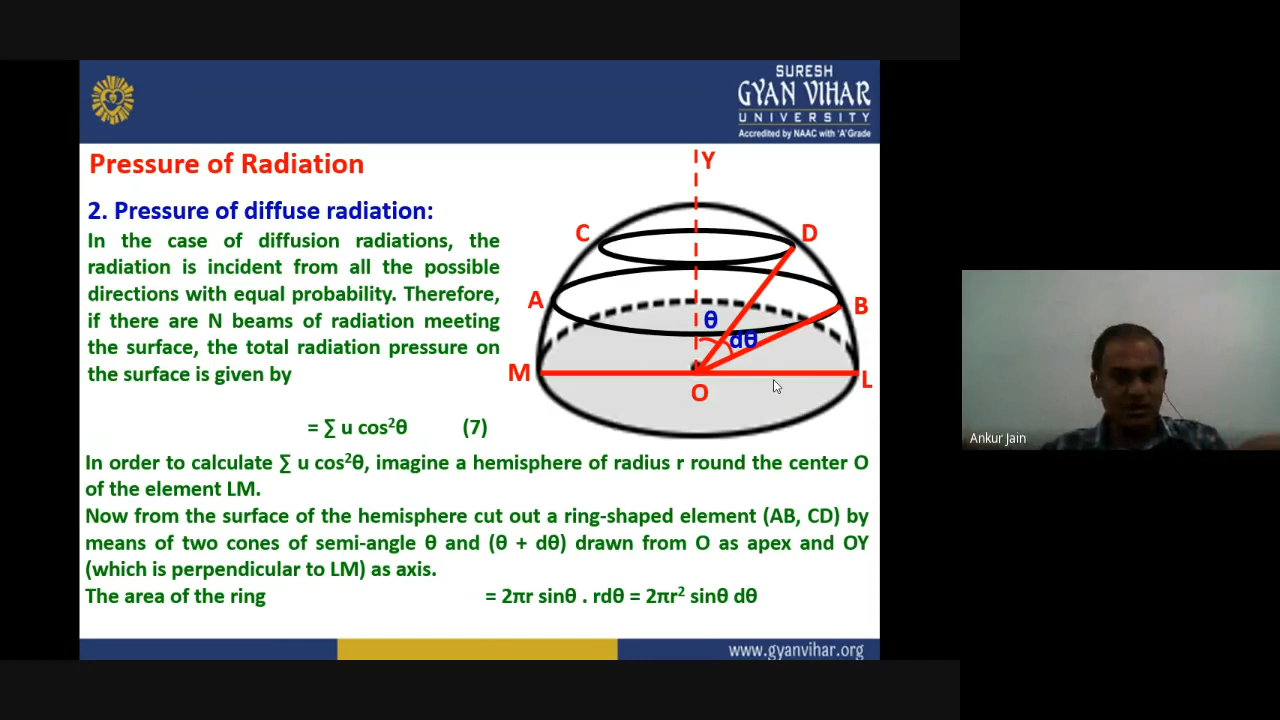 SURESH
GYAN VIHAR
UNIVERSITY
Accredited by NAAC with 'A' Grade
Pressure of Radiation
2. Pressure of diffuse radiation:
In the case of diffusion radiations, the
radiation is incident from all the possible
directions with equal probability. Therefore,
if there are N beams of radiation meeting
the surface, the total radiation pressure on
the surface is given by
= ∑ u cos²θ (7)
Y
C
D
A
B
θ
dθ
M
O
L
In order to calculate ∑ u cos²θ, imagine a hemisphere of radius r round the center O
of the element LM.
Now from the surface of the hemisphere cut out a ring-shaped element (AB, CD) by
means of two cones of semi-angle θ and (θ + dθ) drawn from O as apex and OY
(which is perpendicular to LM) as axis.
The area of the ring = 2πr sinθ . rdθ = 2πr² sinθ dθ
www.gyanvihar.org
Ankur Jain